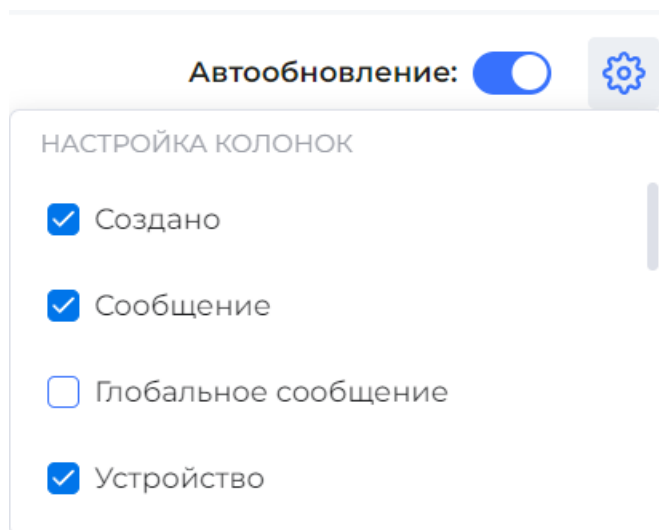 Автообновление:
НАСТРОЙКА КОЛОНОК
Создано
Сообщение
Глобальное сообщение
Устройство